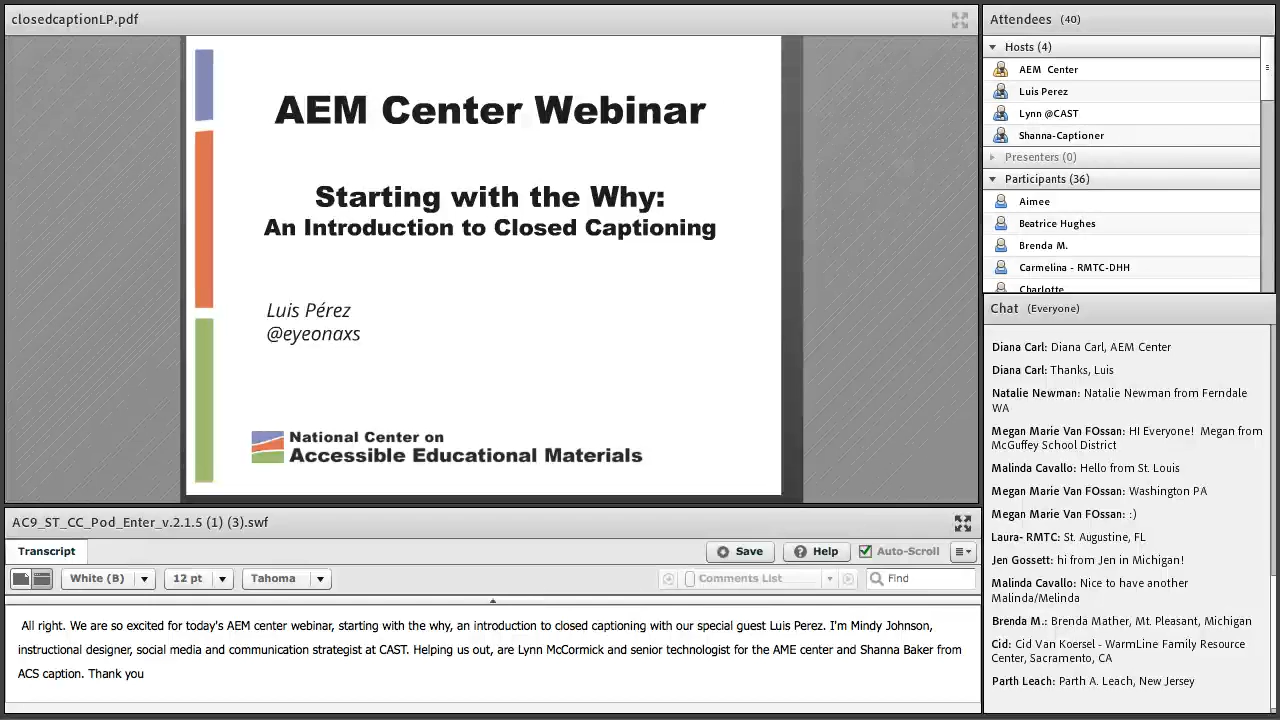 closedcaptionLP.pdf
AEM Center Webinar
Starting with the Why:
An Introduction to Closed Captioning
Luis Pérez
@eyeonaxs
National Center on
Accessible Educational Materials
Attendees (40)
Hosts (4)
AEM Center
Luis Perez
Lynn @CAST
Shanna-Captioner
Presenters (0)
Participants (36)
Aimee
Beatrice Hughes
Brenda M.
Carmelina - RMTC-DHH
Charlotte
Chat (Everyone)
Diana Carl: Diana Carl, AEM Center
Diana Carl: Thanks, Luis
Natalie Newman: Natalie Newman from Ferndale
WA
Megan Marie Van FOssan: HI Everyone! Megan from
McGuffey School District
Malinda Cavallo: Hello from St. Louis
Megan Marie Van FOssan: Washington PA
Megan Marie Van FOssan: :)
Laura- RMTC: St. Augustine, FL
Jen Gossett: hi from Jen in Michigan!
Malinda Cavallo: Nice to have another
Malinda/Melinda
Brenda M.: Brenda Mather, Mt. Pleasant, Michigan
Cid: Cid Van Koersel - WarmLine Family Resource
Center, Sacramento, CA
Parth Leach: Parth A. Leach, New Jersey
AC9_ST_CC_Pod_Enter_v.2.1.5 (1) (3).swf
Transcript
Save
Help
Auto-Scroll
White (B)
12 pt
Tahoma
Comments List
Find
All right. We are so excited for today's AEM center webinar, starting with the why, an introduction to closed captioning with our special guest Luis Perez. I'm Mindy Johnson,
instructional designer, social media and communication strategist at CAST. Helping us out, are Lynn McCormick and senior technologist for the AME center and Shanna Baker from
ACS caption. Thank you